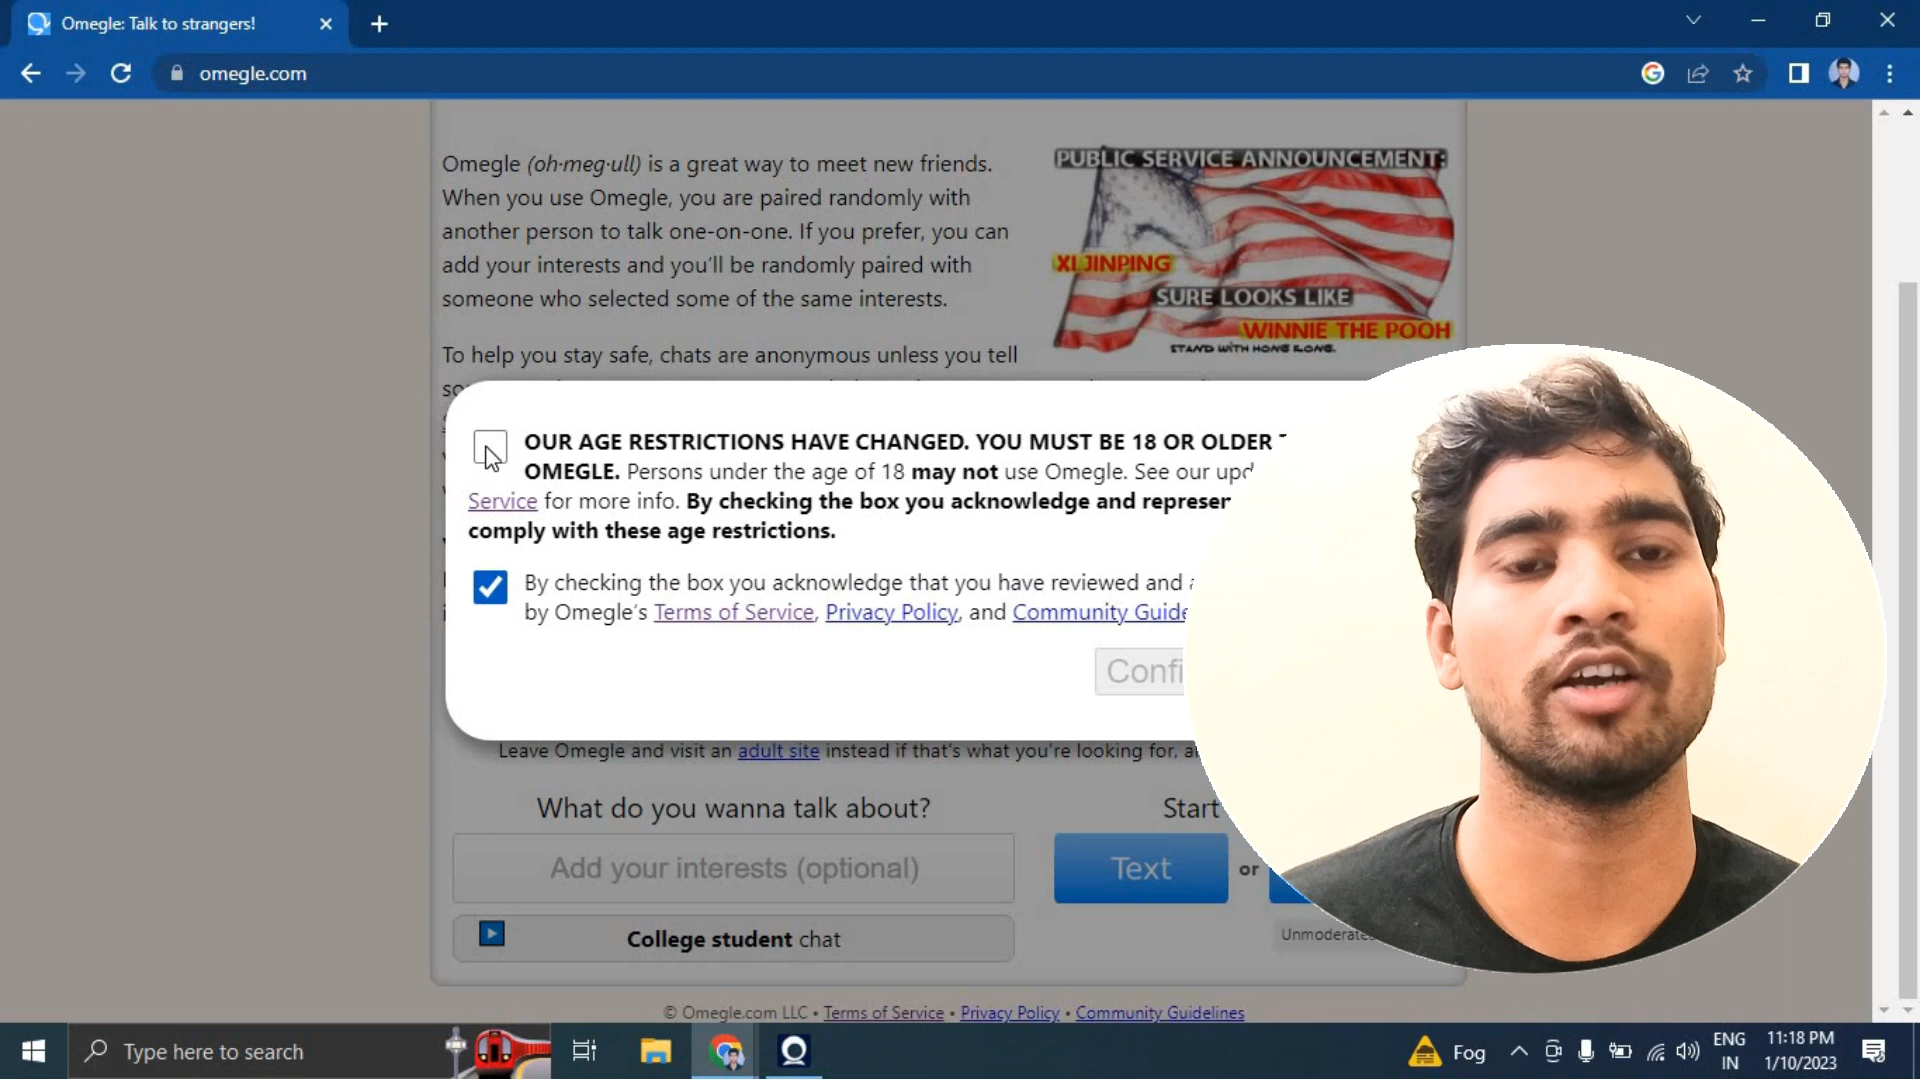 Omegle: Talk to strangers!
omegle.com
Omegle (oh·meg·ull) is a great way to meet new friends.
When you use Omegle, you are paired randomly with
another person to talk one-on-one. If you prefer, you can
add your interests and you'll be randomly paired with
someone who selected some of the same interests.
To help you stay safe, chats are anonymous unless you tell
PUBLIC SERVICE ANNOUNCEMENT:
XI JINPING
SURE LOOKS LIKE
WINNIE THE POOH
STAND WITH HONG KONG.
OUR AGE RESTRICTIONS HAVE CHANGED. YOU MUST BE 18 OR OLDER
OMEGLE. Persons under the age of 18 may not use Omegle. See our
Service for more info. By checking the box you acknowledge and
comply with these age restrictions.
By checking the box you acknowledge that you have reviewed and
by Omegle's Terms of Service, Privacy Policy, and Community
Leave Omegle and visit an adult site instead if that's what you're looking for,
What do you wanna talk about?
Start
Add your interests (optional)
Text or
College student chat
© Omegle.com LLC • Terms of Service • Privacy Policy • Community Guidelines
Type here to search
Fog
ENG
IN
11:18 PM
1/10/2023